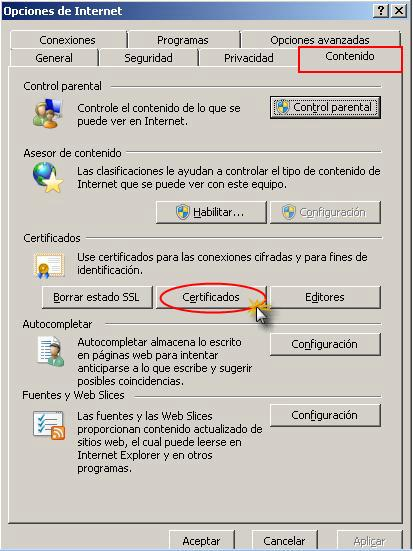 Opciones de Internet
Conexiones
Programas
Opciones avanzadas
General
Seguridad
Privacidad
Contenido
Control parental
Controle el contenido de lo que se
puede ver en Internet.
Control parental
Asesor de contenido
Las clasificaciones le ayudan a controlar el tipo de contenido de
Internet que se puede ver con este equipo.
Habilitar...
Configuración
Certificados
Use certificados para las conexiones cifradas y para fines de
identificación.
Borrar estado SSL
Certificados
Editores
Autocompletar
Autocompletar almacena lo escrito
en páginas web para intentar
anticiparse a lo que escribe y sugerir
posibles coincidencias.
Configuración
Fuentes y Web Slices
Las fuentes y las Web Slices
proporcionan contenido actualizado de
sitios web, el cual puede leerse en
Internet Explorer y en otros
programas.
Configuración
Aceptar
Cancelar
Aplicar